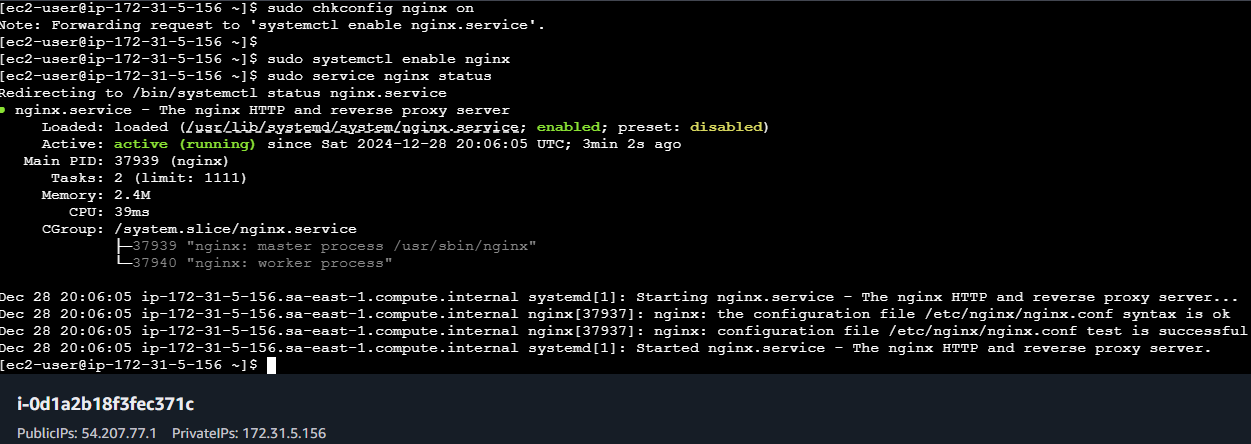 [ec2-user@ip-172-31-5-156 ~]$ sudo chkconfig nginx on
Note: Forwarding request to 'systemctl enable nginx.service'.
[ec2-user@ip-172-31-5-156 ~]$
[ec2-user@ip-172-31-5-156 ~]$ sudo systemctl enable nginx
[ec2-user@ip-172-31-5-156 ~]$ sudo service nginx status
Redirecting to /bin/systemctl status nginx.service
● nginx.service - The nginx HTTP and reverse proxy server
Loaded: loaded (/usr/lib/systemd/system/nginx.service; enabled; preset: disabled)
Active: active (running) since Sat 2024-12-28 20:06:05 UTC; 3min 2s ago
Main PID: 37939 (nginx)
Tasks: 2 (limit: 1111)
Memory: 2.4M
CPU: 39ms
CGroup: /system.slice/nginx.service
├─37939 "nginx: master process /usr/sbin/nginx"
└─37940 "nginx: worker process"
Dec 28 20:06:05 ip-172-31-5-156.sa-east-1.compute.internal systemd[1]: Starting nginx.service - The nginx HTTP and reverse proxy server...
Dec 28 20:06:05 ip-172-31-5-156.sa-east-1.compute.internal nginx[37937]: nginx: the configuration file /etc/nginx/nginx.conf syntax is ok
Dec 28 20:06:05 ip-172-31-5-156.sa-east-1.compute.internal nginx[37937]: nginx: configuration file /etc/nginx/nginx.conf test is successful
Dec 28 20:06:05 ip-172-31-5-156.sa-east-1.compute.internal systemd[1]: Started nginx.service - The nginx HTTP and reverse proxy server.
[ec2-user@ip-172-31-5-156 ~]$
i-0d1a2b18f3fec371c
PublicIPs: 54.207.77.1 PrivateIPs: 172.31.5.156